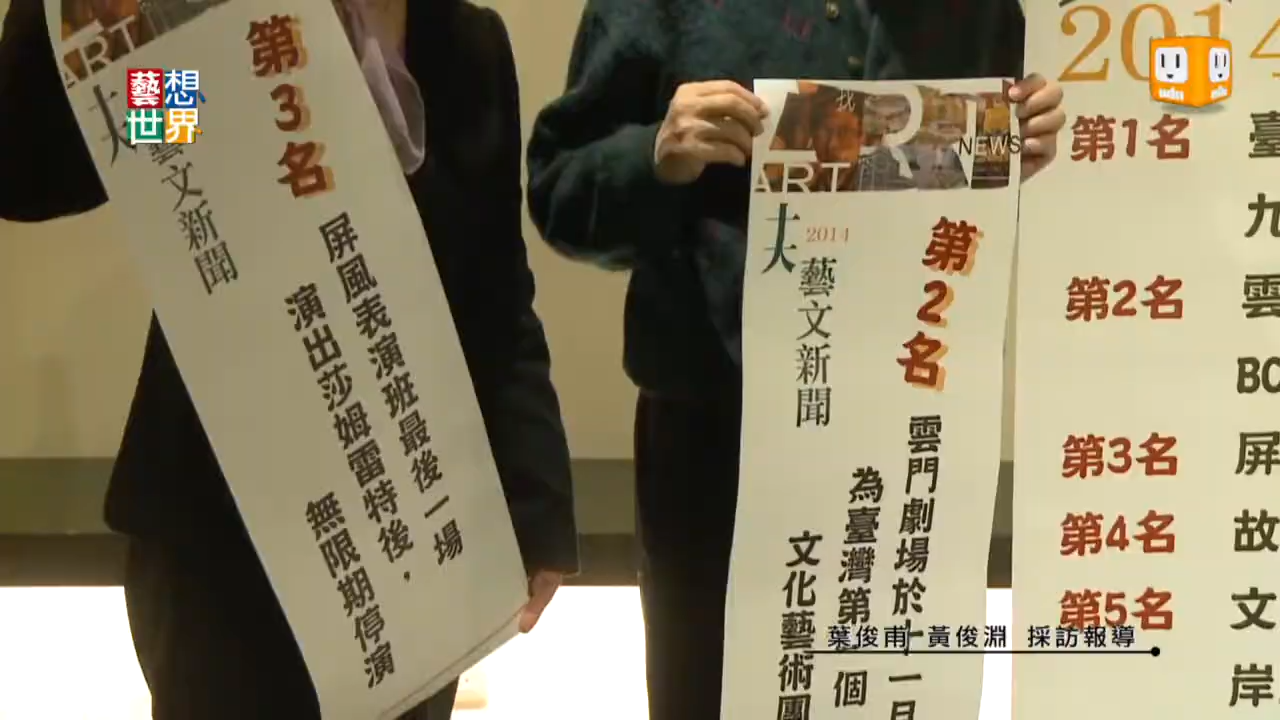 藝想
世界
ART
第3名
藝文新聞
屏風表演班最後一場
演出莎姆雷特後，
無限期停演
找
ART
NEWS
2014
十大
藝文新聞
第2名
雲門劇場於十一月
為臺灣第一個
文化藝術團
2014
第1名 臺
九
第2名 雲
BO
第3名 屏
第4名 故
第5名 文
岸
udn
葉俊甫 黃俊淵 採訪報導